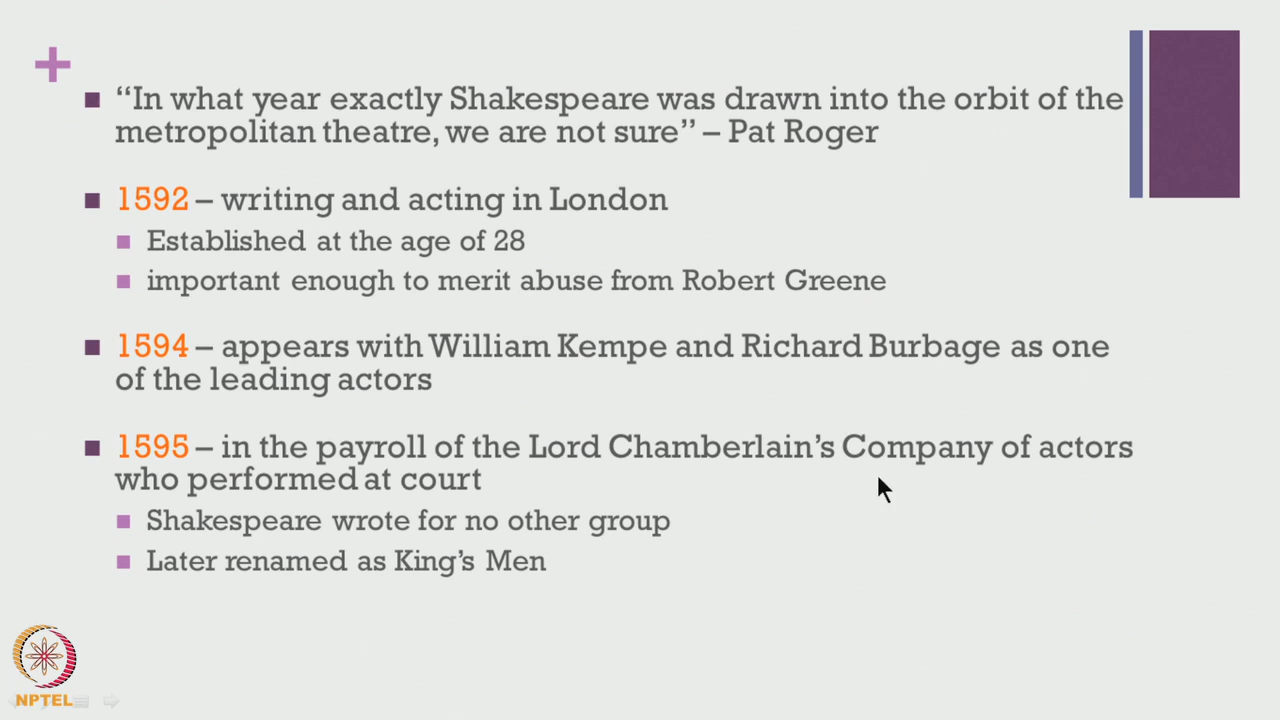 “In what year exactly Shakespeare was drawn into the orbit of the
metropolitan theatre, we are not sure” – Pat Roger
1592 – writing and acting in London
Established at the age of 28
important enough to merit abuse from Robert Greene
1594 – appears with William Kempe and Richard Burbage as one
of the leading actors
1595 – in the payroll of the Lord Chamberlain’s Company of actors
who performed at court
Shakespeare wrote for no other group
Later renamed as King’s Men
NPTEL